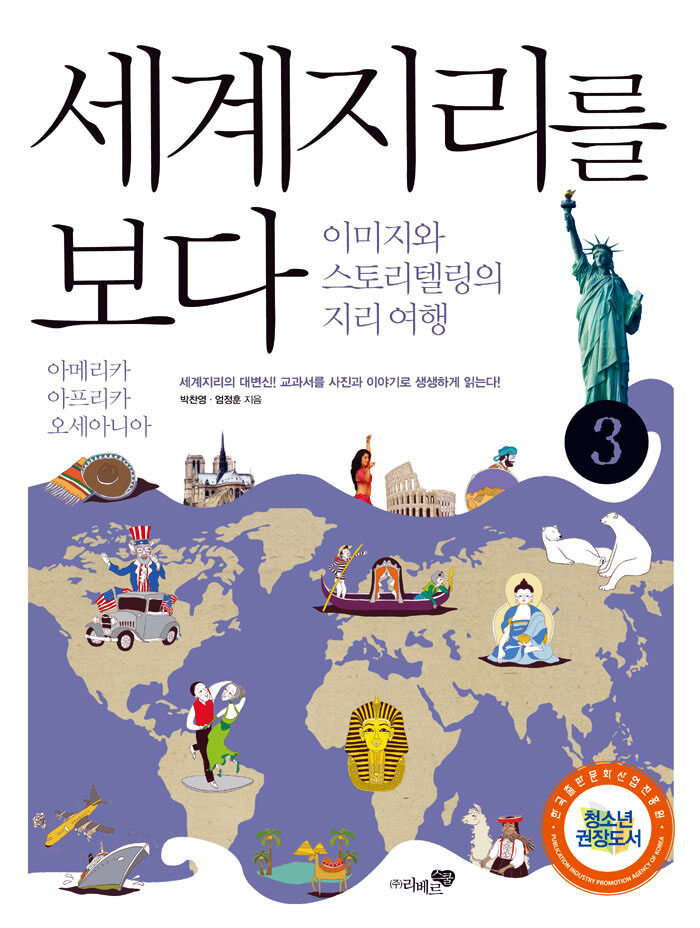 세계지리를
보다
이미지와
스토리텔링의
지리 여행
아메리카
아프리카
오세아니아
세계지리의 대변신! 교과서를 사진과 이야기로 생생하게 읽는다!
박찬영 · 엄정훈 지음
3
한국출판문화산업진흥원
청소년
권장도서
PUBLICATION INDUSTRY PROMOTION AGENCY OF KOREA
(주)리베르스쿨